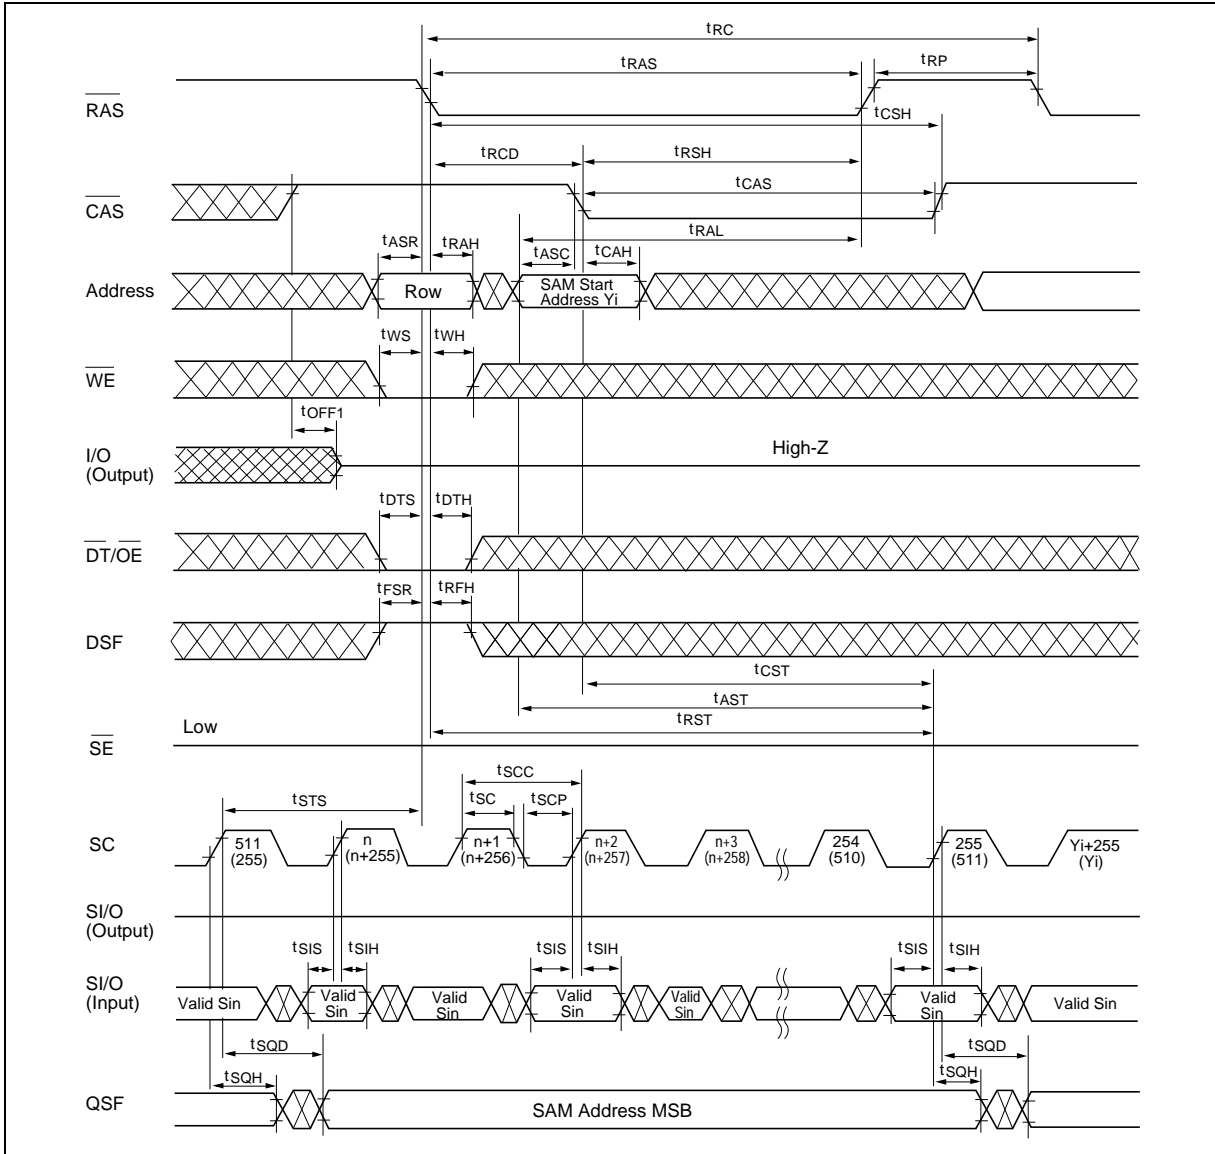 tRC
tRAS
tRP
RAS
tCSH
tRCD
tRSH
tCAS
CAS
tRAL
tASR
tRAH
tASC
tCAH
Address
Row
SAM Start
Address Yi
tWS
tWH
WE
tOFF1
I/O
(Output)
High-Z
tDTS
tDTH
DT/OE
tFSR
tRFH
DSF
tCST
tAST
tRST
Low
SE
tSCC
tSTS
tSC
tSCP
SC
511
(255)
n
(n+255)
n+1
(n+256)
n+2
(n+257)
n+3
(n+258)
254
(510)
255
(511)
Yi+255
(Yi)
SI/O
(Output)
tSIS
tSIH
tSIS
tSIH
tSIS
tSIH
SI/O
(Input)
Valid Sin
Valid
Sin
Valid Sin
Valid
Sin
Valid
Sin
Valid
Sin
Valid Sin
tSQD
tSQD
tSQH
tSQH
QSF
SAM Address MSB